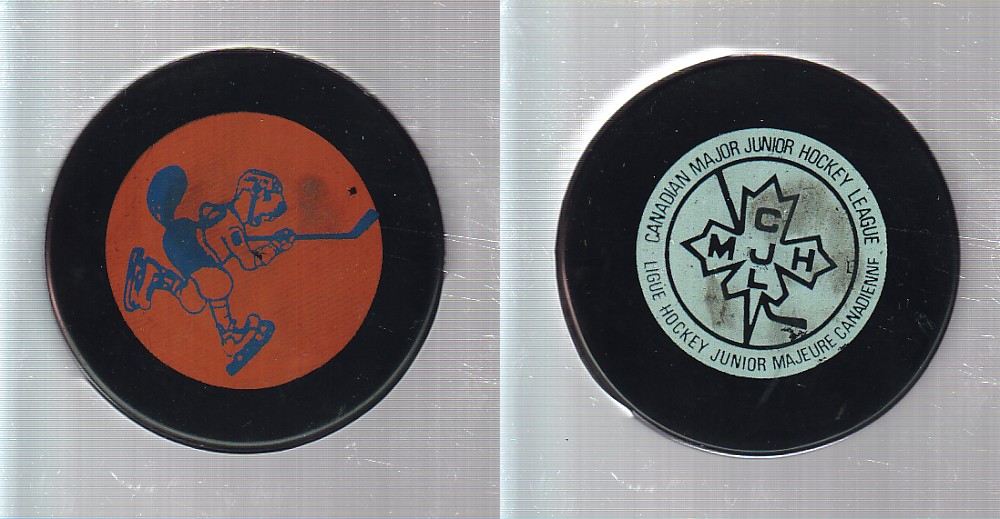 CANADIAN MAJOR JUNIOR HOCKEY LEAGUE
C
M J H
L
LIGUE HOCKEY JUNIOR MAJEURE CANADIENNE